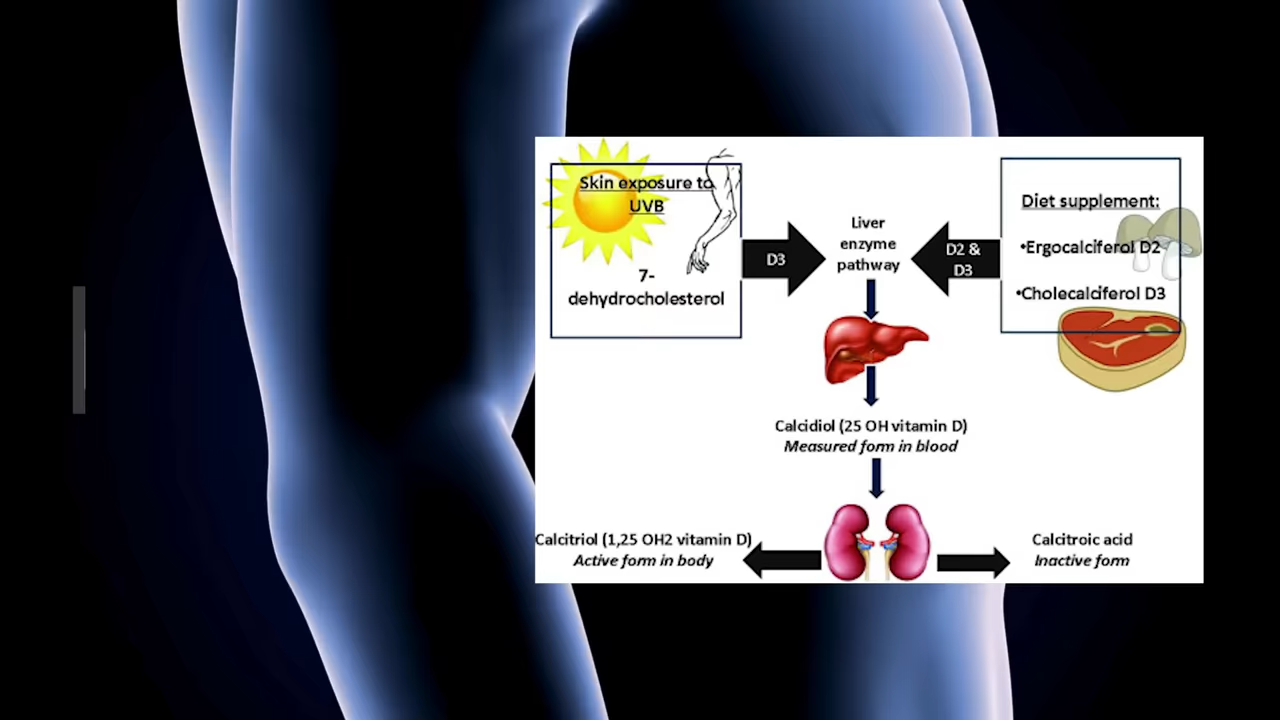 Skin exposure to
UVB
7-
dehydrocholesterol
D3
Liver
enzyme
pathway
D2 &
D3
Diet supplement:
•Ergocalciferol D2
•Cholecalciferol D3
Calcidiol (25 OH vitamin D)
Measured form in blood
Calcitriol (1,25 OH2 vitamin D)
Active form in body
Calcitroic acid
Inactive form